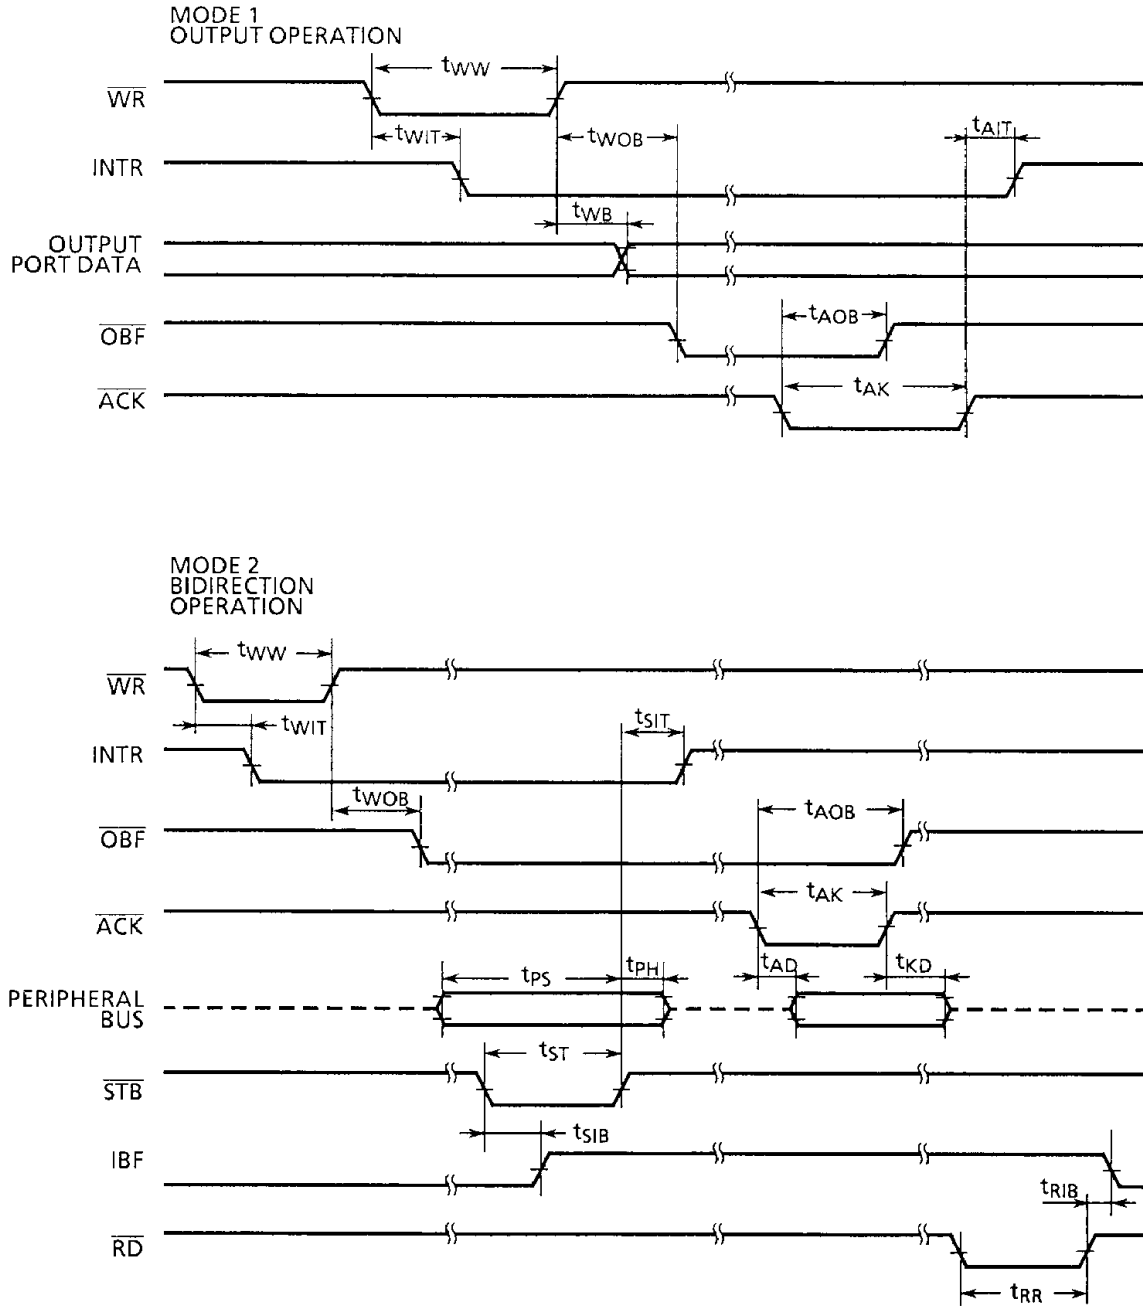 MODE 1
OUTPUT OPERATION
tWW
WR
tWIT
tWOB
tAIT
INTR
tWB
OUTPUT
PORT DATA
tAOB
OBF
tAK
ACK
MODE 2
BIDIRECTION
OPERATION
tWW
WR
tWIT
tSIT
INTR
tWOB
tAOB
OBF
tAK
ACK
tPS
tPH
tAD
tKD
PERIPHERAL
BUS
tST
STB
tSIB
IBF
tRIB
RD
tRR